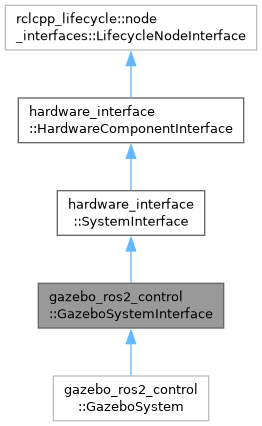 rclcpp_lifecycle::node
_interfaces::LifecycleNodeInterface
hardware_interface
::HardwareComponentInterface
hardware_interface
::SystemInterface
gazebo_ros2_control
::GazeboSystemInterface
gazebo_ros2_control
::GazeboSystem